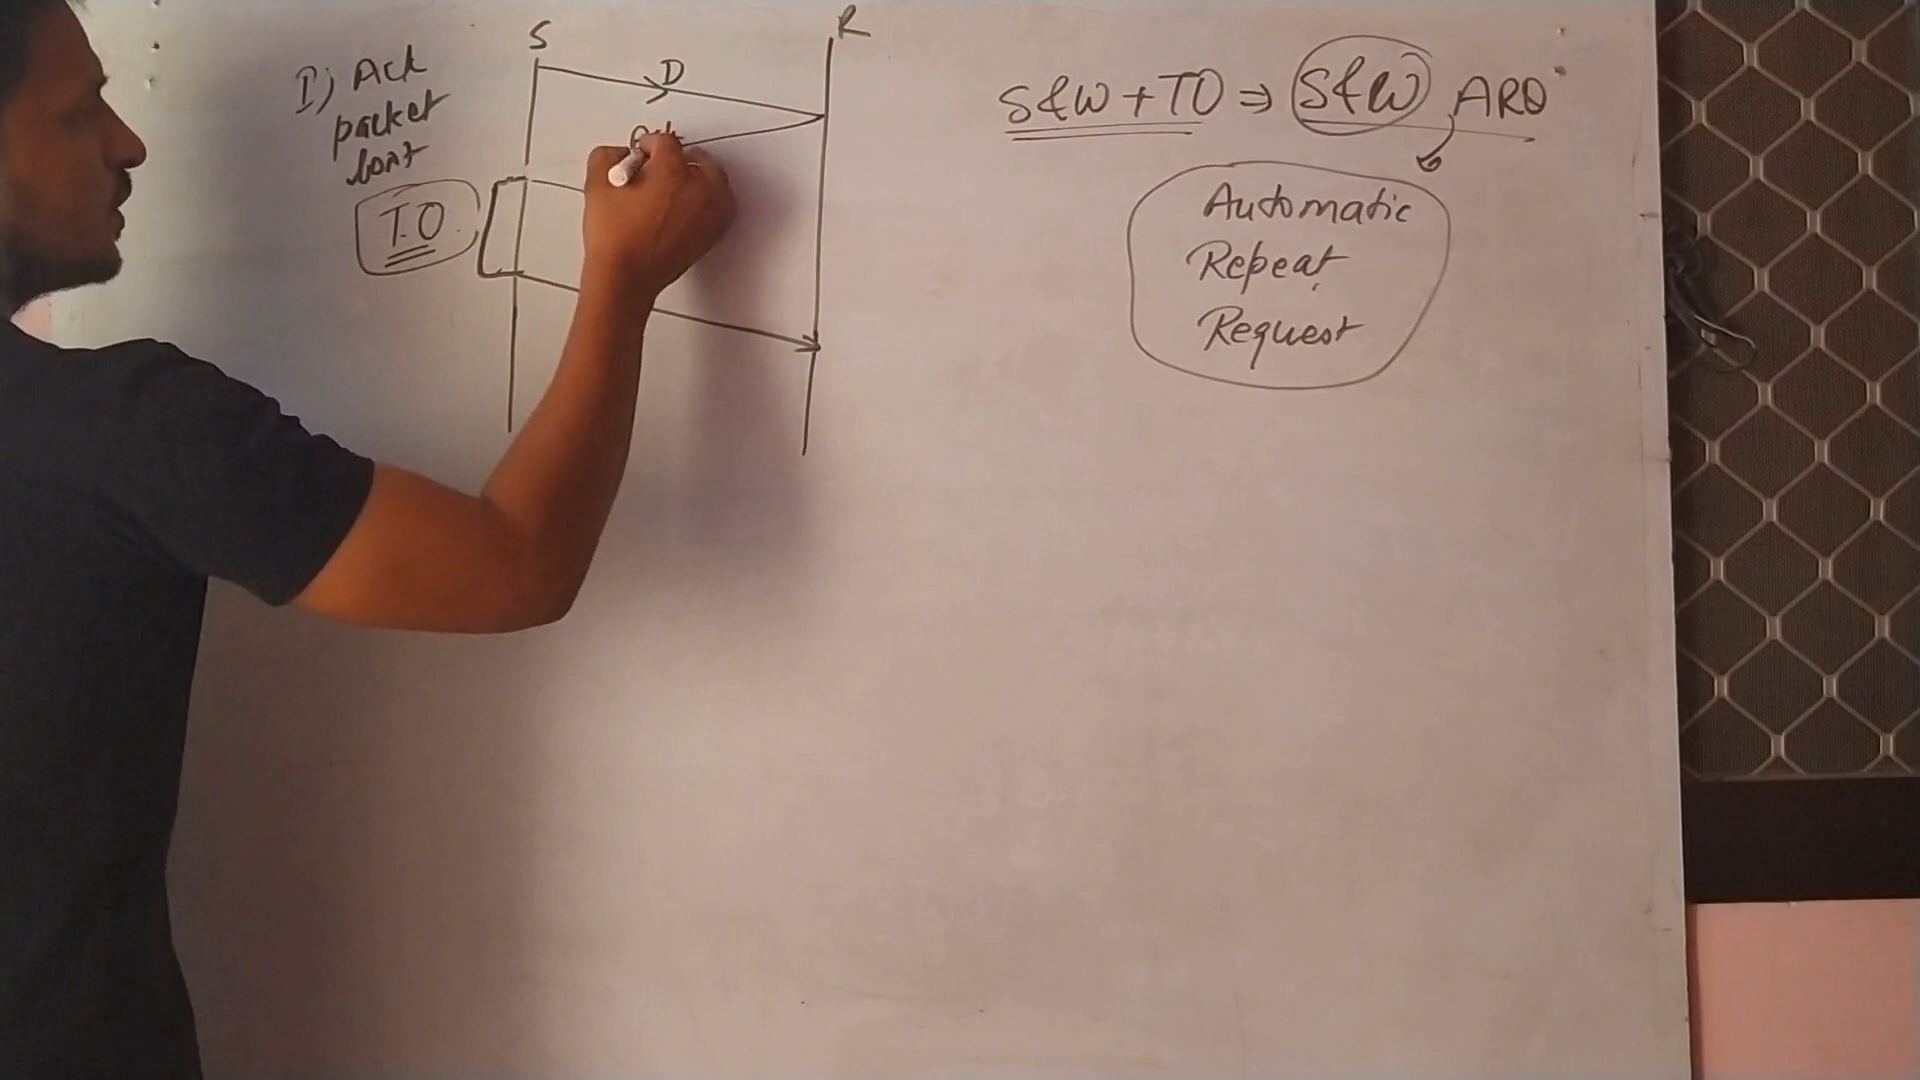 I) Ack
packet
lost
T.O.
S
R
D
S&W + TO ⇒ S&W ARQ
Automatic
Repeat
Request